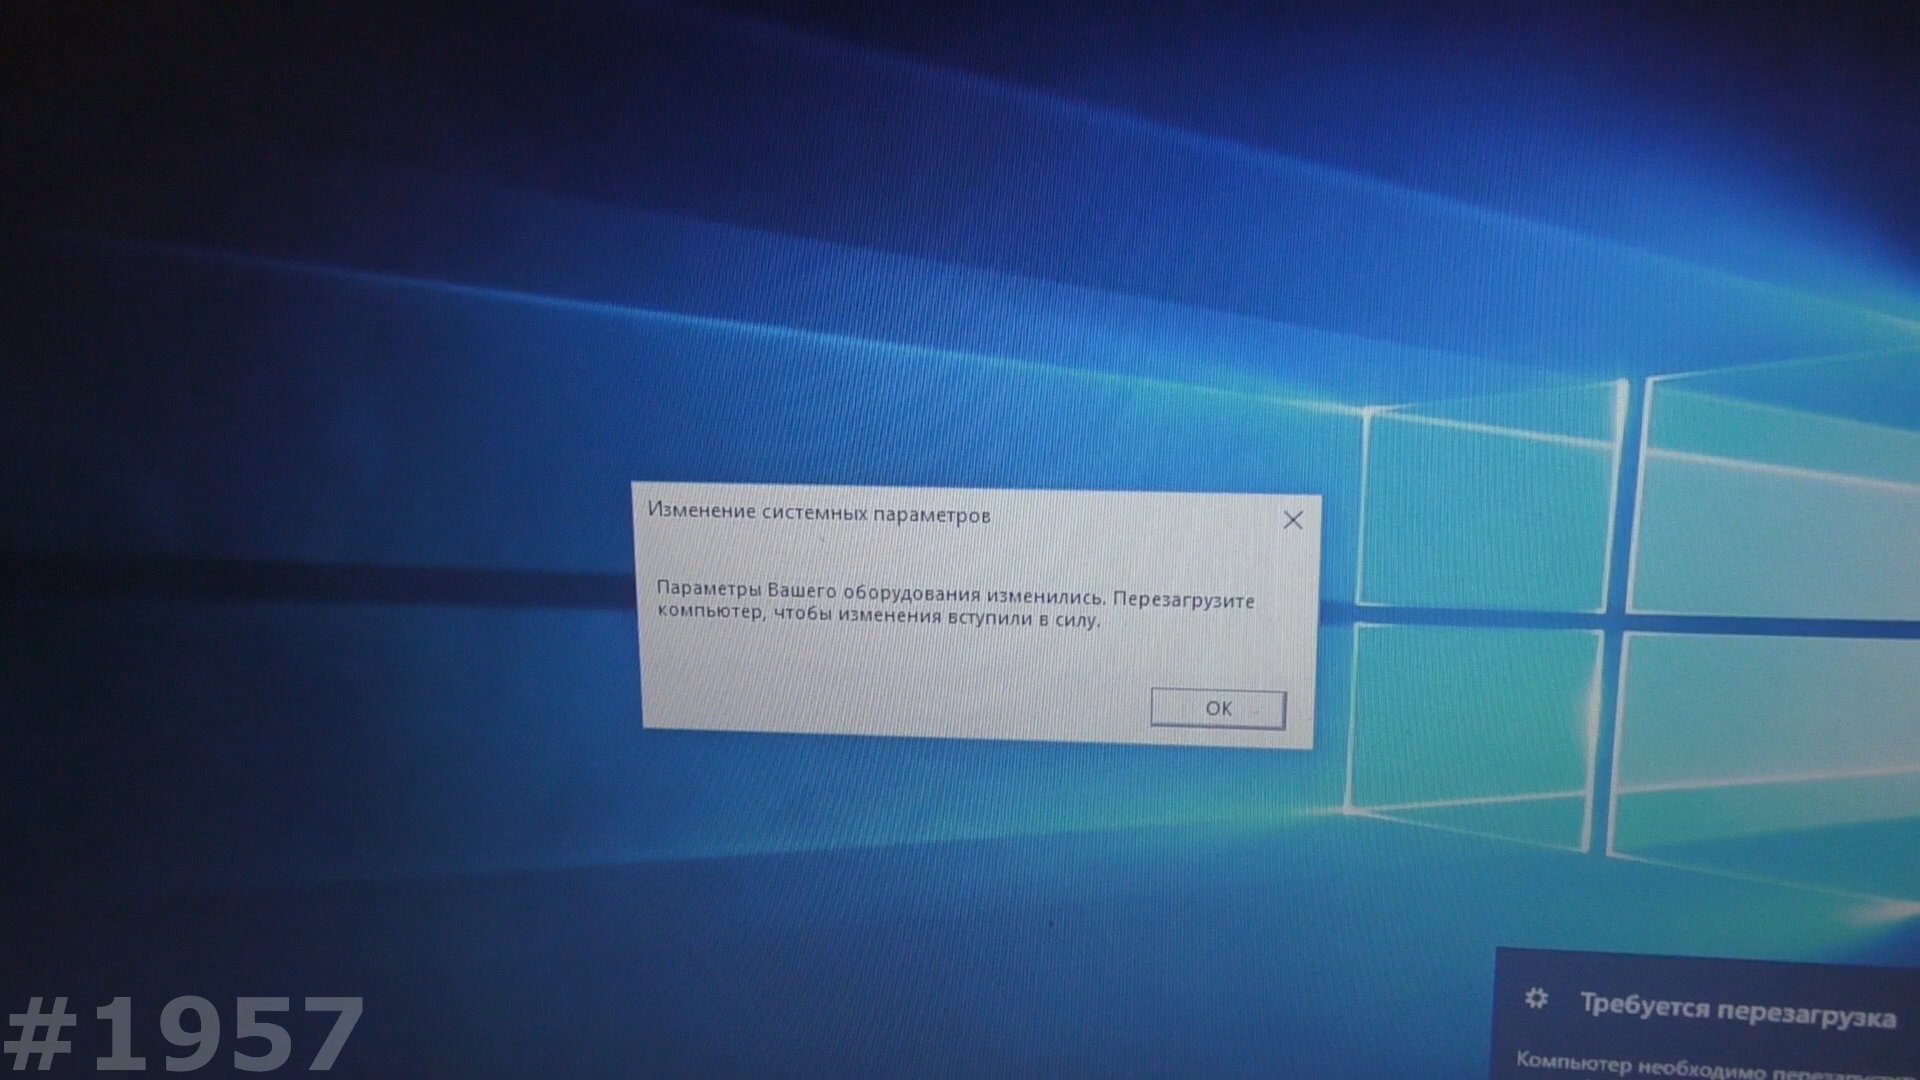 Изменение системных параметров
Параметры Вашего оборудования изменились. Перезагрузите
компьютер, чтобы изменения вступили в силу.
OK
Требуется перезагрузка
Компьютер необходимо
#1957